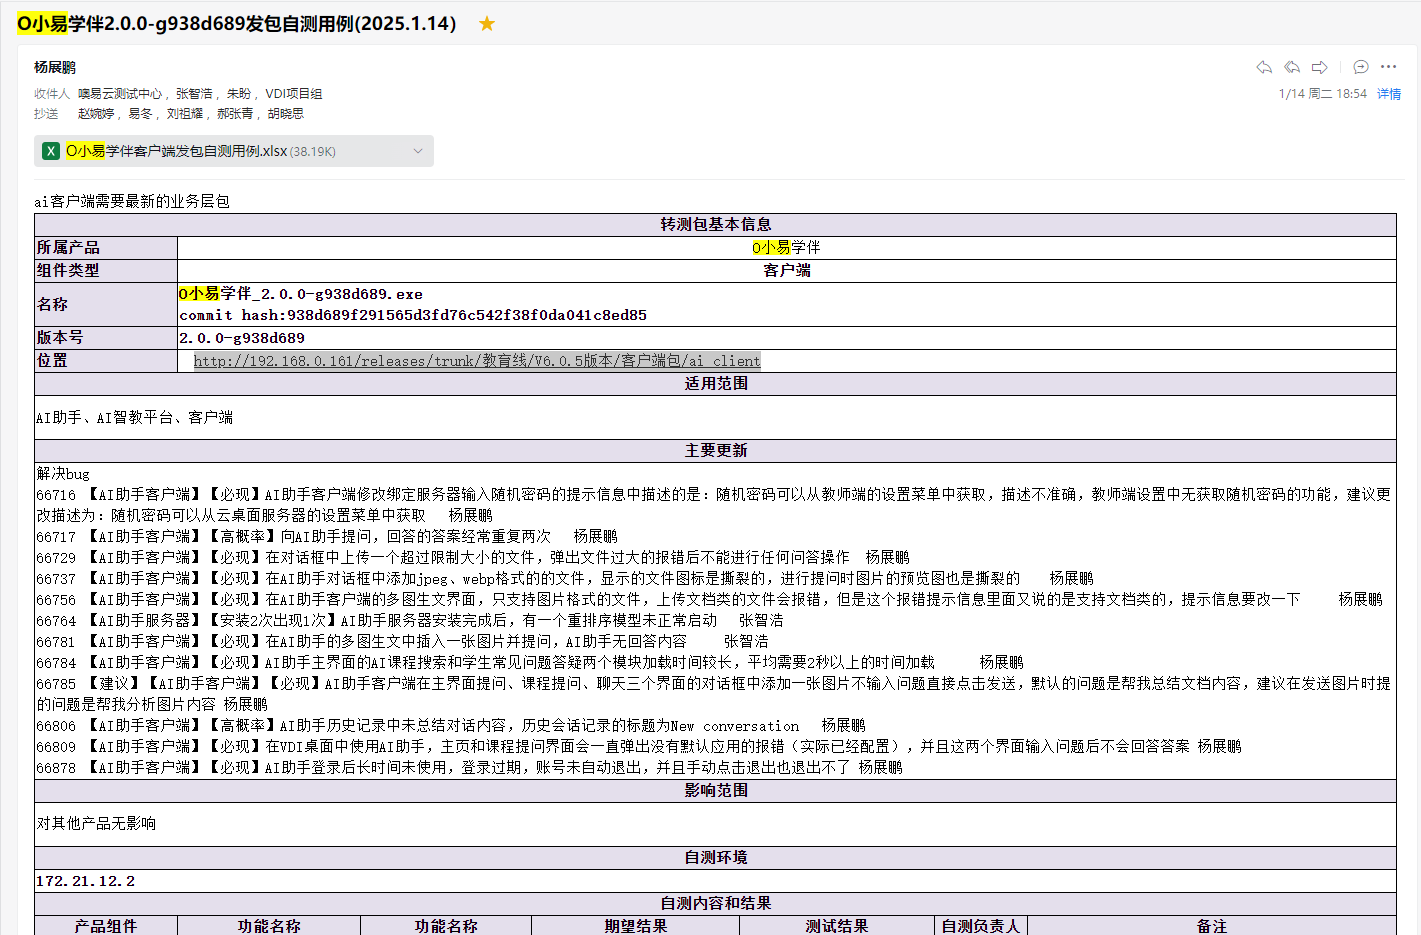 O小易学伴2.0.0-g938d689发包自测用例(2025.1.14)
杨展鹏
收件人 噢易云测试中心, 张智浩, 朱盼, VDI项目组
1/14 周二 18:54 详情
抄送 赵婉婷, 易冬, 刘祖耀, 郝张青, 胡晓思
O小易学伴客户端发包自测用例.xlsx(38.19K)
ai客户端需要最新的业务层包
转测包基本信息
所属产品 O小易学伴
组件类型 客户端
名称 O小易学伴_2.0.0-g938d689.exe
commit hash:938d689f291565d3fd76c542f38f0da041c8ed85
版本号 2.0.0-g938d689
位置 http://192.168.0.161/releases/trunk/教育线/V6.0.5版本/客户端包/ai_client
适用范围
AI助手、AI智教平台、客户端
主要更新
解决bug
66716 【AI助手客户端】【必现】AI助手客户端修改绑定服务器输入随机密码的提示信息中描述的是：随机密码可以从教师端的设置菜单中获取，描述不准确，教师端设置中无获取随机密码的功能，建议更
改描述为：随机密码可以从云桌面服务器的设置菜单中获取 杨展鹏
66717 【AI助手客户端】【高概率】向AI助手提问，回答的答案经常重复两次 杨展鹏
66729 【AI助手客户端】【必现】在对话框中上传一个超过限制大小的文件，弹出文件过大的报错后不能进行任何问答操作 杨展鹏
66737 【AI助手客户端】【必现】在AI助手对话框中添加jpeg、webp格式的的文件，显示的文件图标是撕裂的，进行提问时图片的预览图也是撕裂的 杨展鹏
66756 【AI助手客户端】【必现】在AI助手客户端的多图生文界面，只支持图片格式的文件，上传文档类的文件会报错，但是这个报错提示信息里面又说的是支持文档类的，提示信息要改一下 杨展鹏
66764 【AI助手服务器】【安装2次出现1次】AI助手服务器安装完成后，有一个重排序模型未正常启动 张智浩
66781 【AI助手客户端】【必现】在AI助手的多图生文中插入一张图片并提问，AI助手无回答内容 张智浩
66784 【AI助手客户端】【必现】AI助手主界面的AI课程搜索和学生常见问题答疑两个模块加载时间较长，平均需要2秒以上的时间加载 杨展鹏
66785 【建议】【AI助手客户端】【必现】AI助手客户端在主界面提问、课程提问、聊天三个界面的对话框中添加一张图片不输入问题直接点击发送，默认的问题是帮我总结文档内容，建议在发送图片时提
的问题是帮我分析图片内容 杨展鹏
66806 【AI助手客户端】【高概率】AI助手历史记录中未总结对话内容，历史会话记录的标题为New conversation 杨展鹏
66809 【AI助手客户端】【必现】在VDI桌面中使用AI助手，主页和课程提问界面会一直弹出没有默认应用的报错（实际已经配置），并且这两个界面输入问题后不会回答答案 杨展鹏
66878 【AI助手客户端】【必现】AI助手登录后长时间未使用，登录过期，账号未自动退出，并且手动点击退出也退出不了 杨展鹏
影响范围
对其他产品无影响
自测环境
172.21.12.2
自测内容和结果
产品组件 功能名称 功能名称 期望结果 测试结果 自测负责人 备注